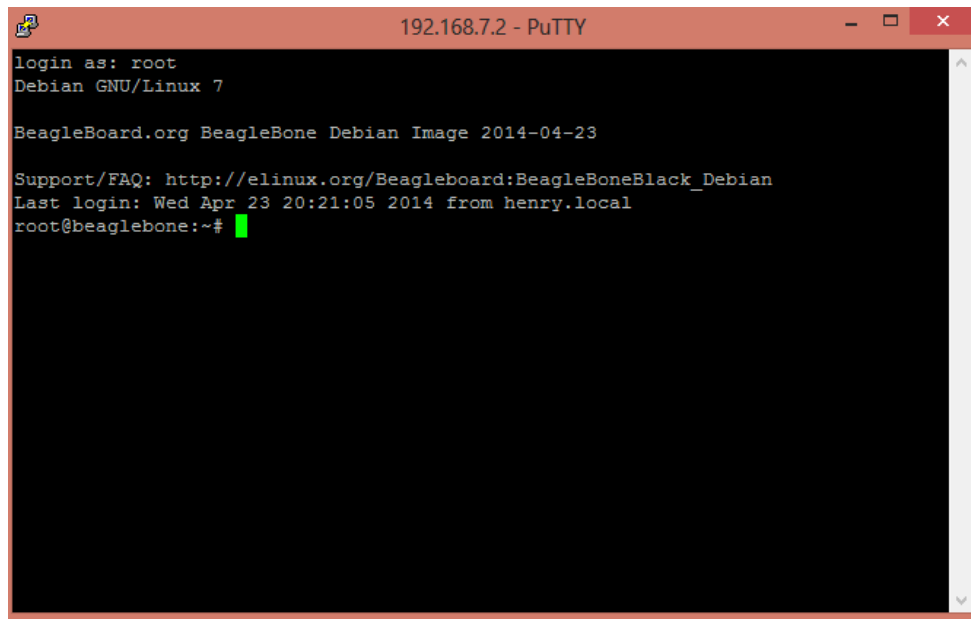 192.168.7.2 - PuTTY
login as: root
Debian GNU/Linux 7
BeagleBoard.org BeagleBone Debian Image 2014-04-23
Support/FAQ: http://elinux.org/Beagleboard:BeagleBoneBlack_Debian
Last login: Wed Apr 23 20:21:05 2014 from henry.local
root@beaglebone:~#